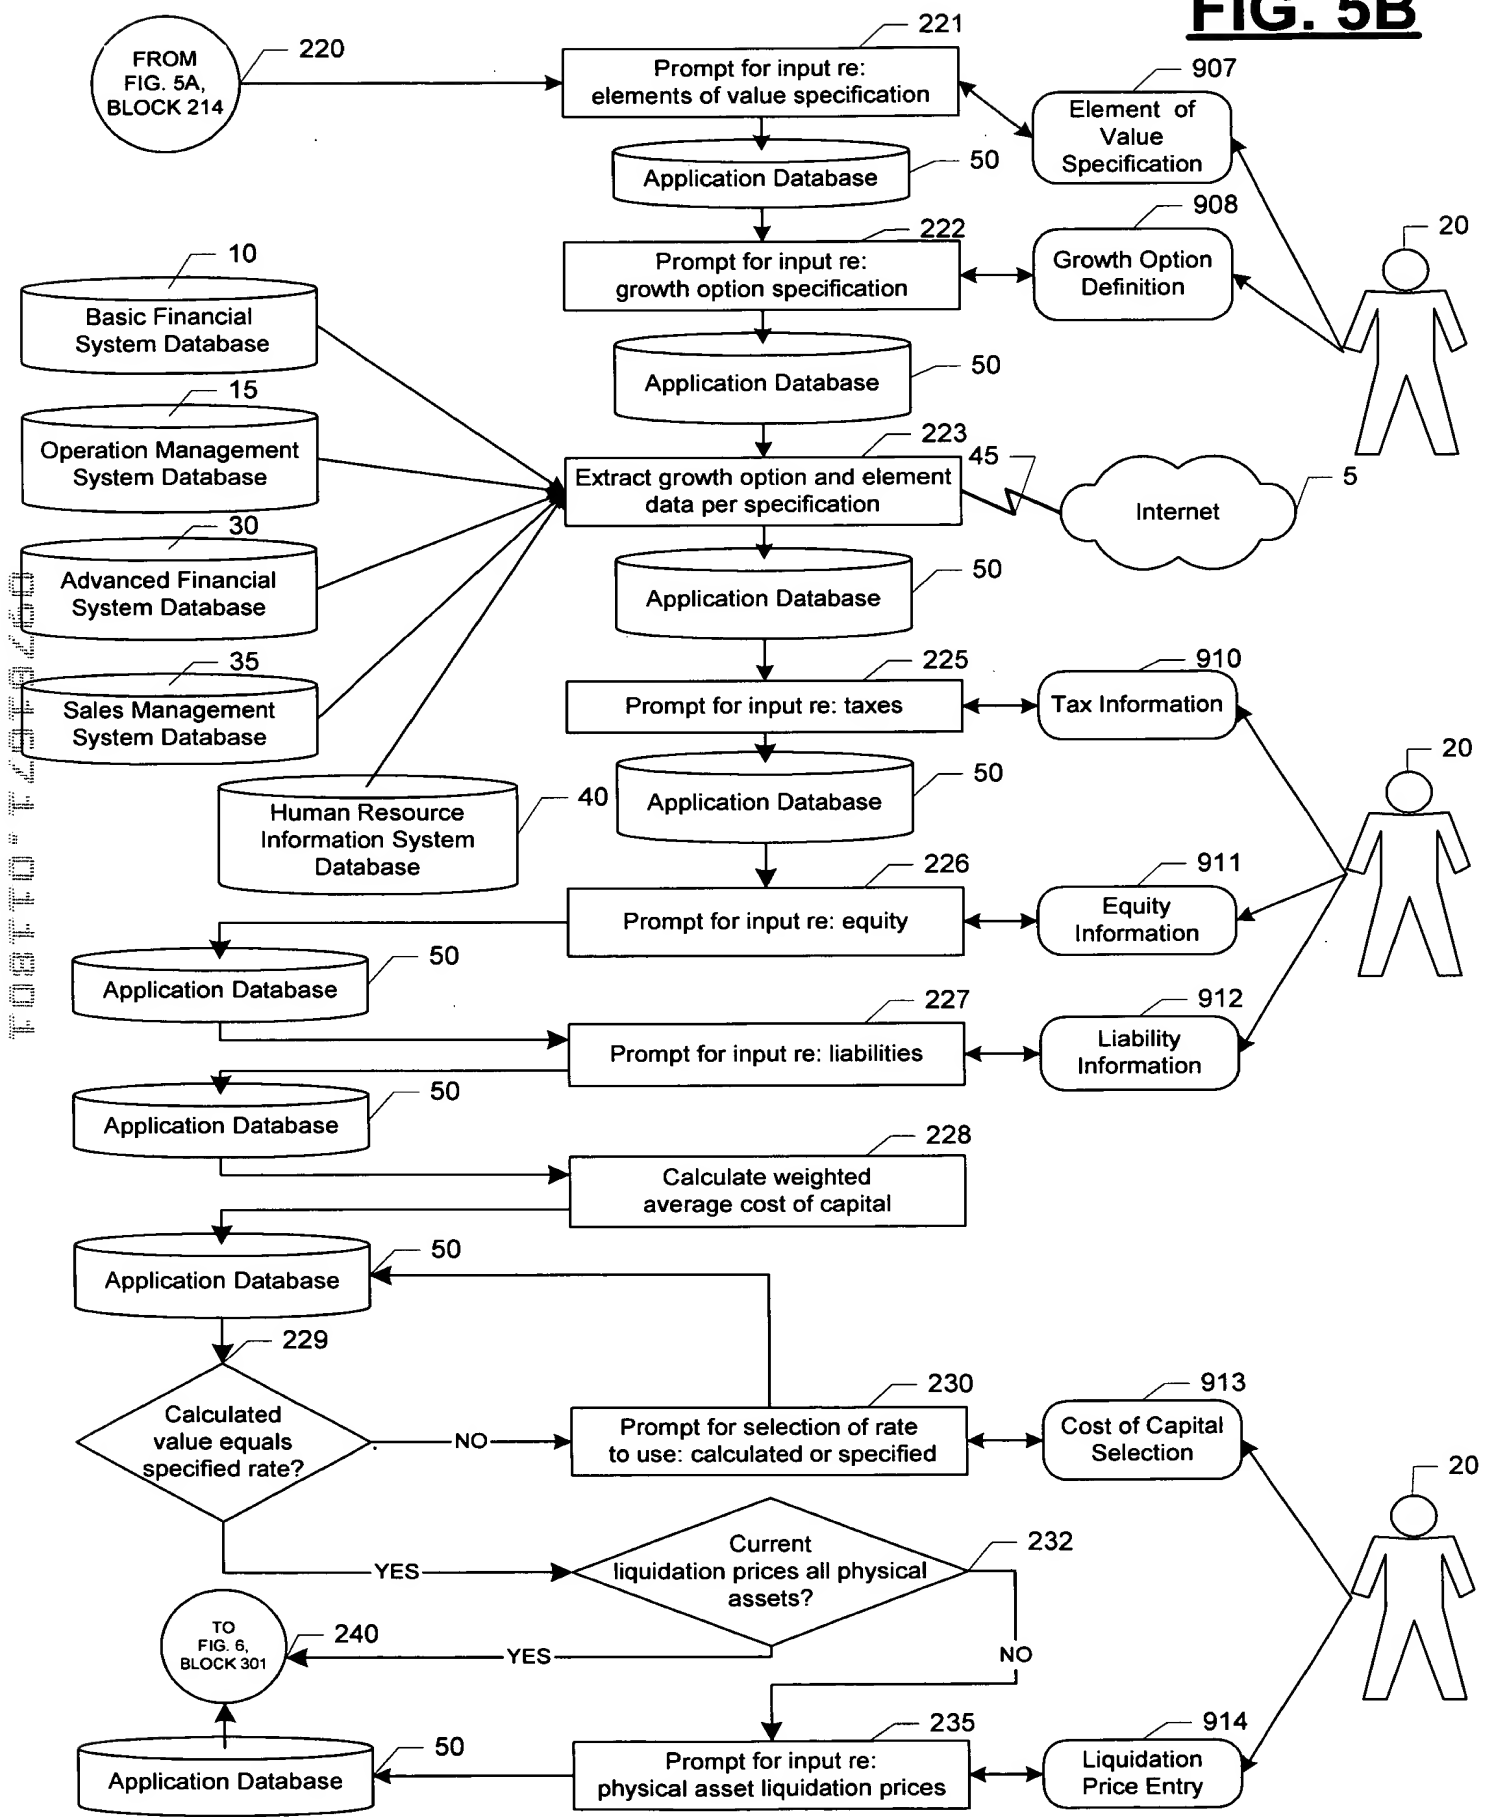 FIG. 5B
FROM
FIG. 5A,
BLOCK 214
220
221
Prompt for input re:
elements of value specification
907
Element of
Value
Specification
Application Database
50
908
222
Prompt for input re:
growth option specification
Growth Option
Definition
20
10
Basic Financial
System Database
Application Database
50
15
Operation Management
System Database
223
Extract growth option and element
data per specification
45
Internet
5
30
Advanced Financial
System Database
Application Database
50
35
Sales Management
System Database
225
Prompt for input re: taxes
910
Tax Information
Application Database
50
20
40
Human Resource
Information System
Database
226
Prompt for input re: equity
911
Equity
Information
Application Database
50
227
Prompt for input re: liabilities
912
Liability
Information
Application Database
50
228
Calculate weighted
average cost of capital
Application Database
50
229
Calculated
value equals
specified rate?
NO
230
Prompt for selection of rate
to use: calculated or specified
913
Cost of Capital
Selection
20
YES
Current
liquidation prices all physical
assets?
232
TO
FIG. 6,
BLOCK 301
240
YES
NO
235
Prompt for input re:
physical asset liquidation prices
914
Liquidation
Price Entry
Application Database
50